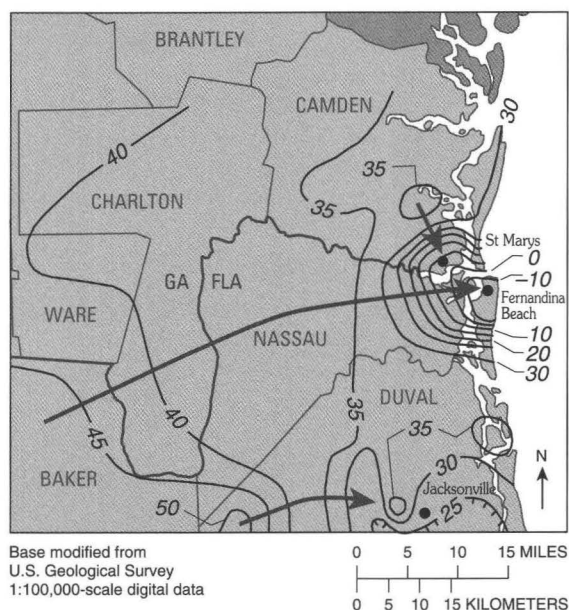 BRANTLEY
CAMDEN
30
40
35
CHARLTON
35
St Marys
0
GA FLA
-10
Fernandina
Beach
WARE
NASSAU
10
20
30
DUVAL
45
40
35
35
30
N
BAKER
50
Jacksonville
25
Base modified from
U.S. Geological Survey
1:100,000-scale digital data
0 5 10 15 MILES
0 5 10 15 KILOMETERS